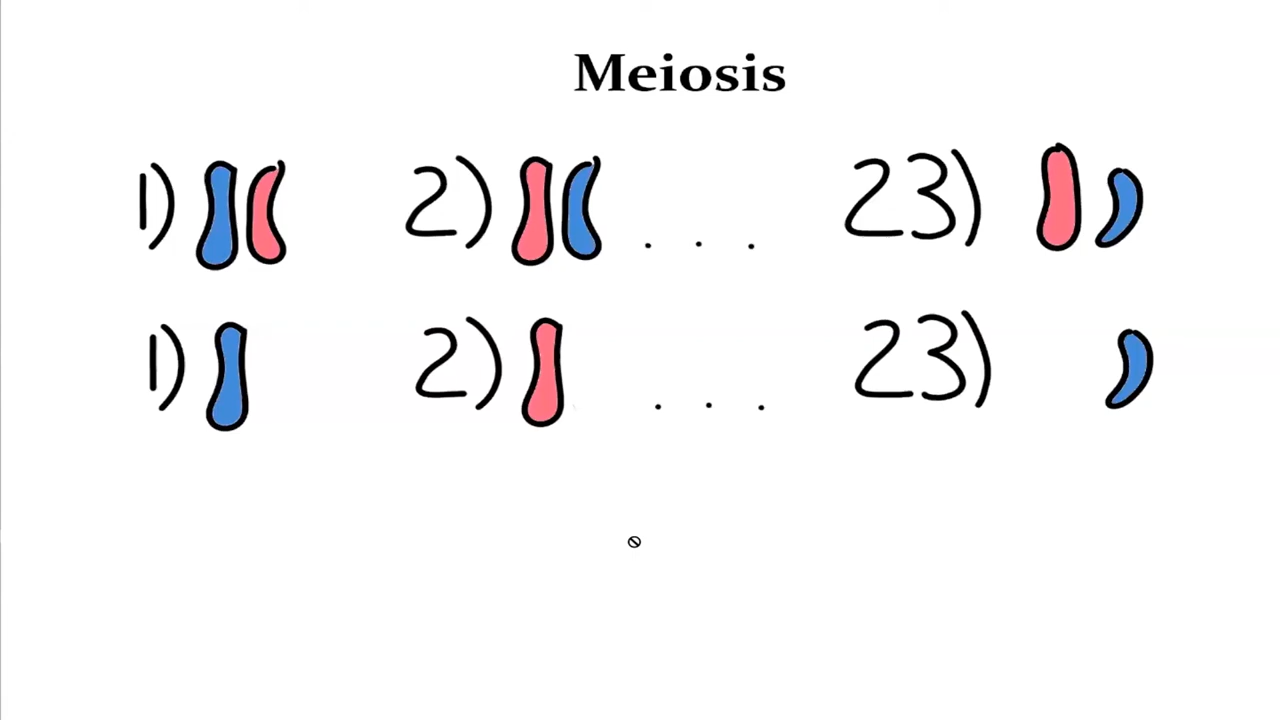 Meiosis
1) 2) . . . 23)
1) 2) . . . 23)